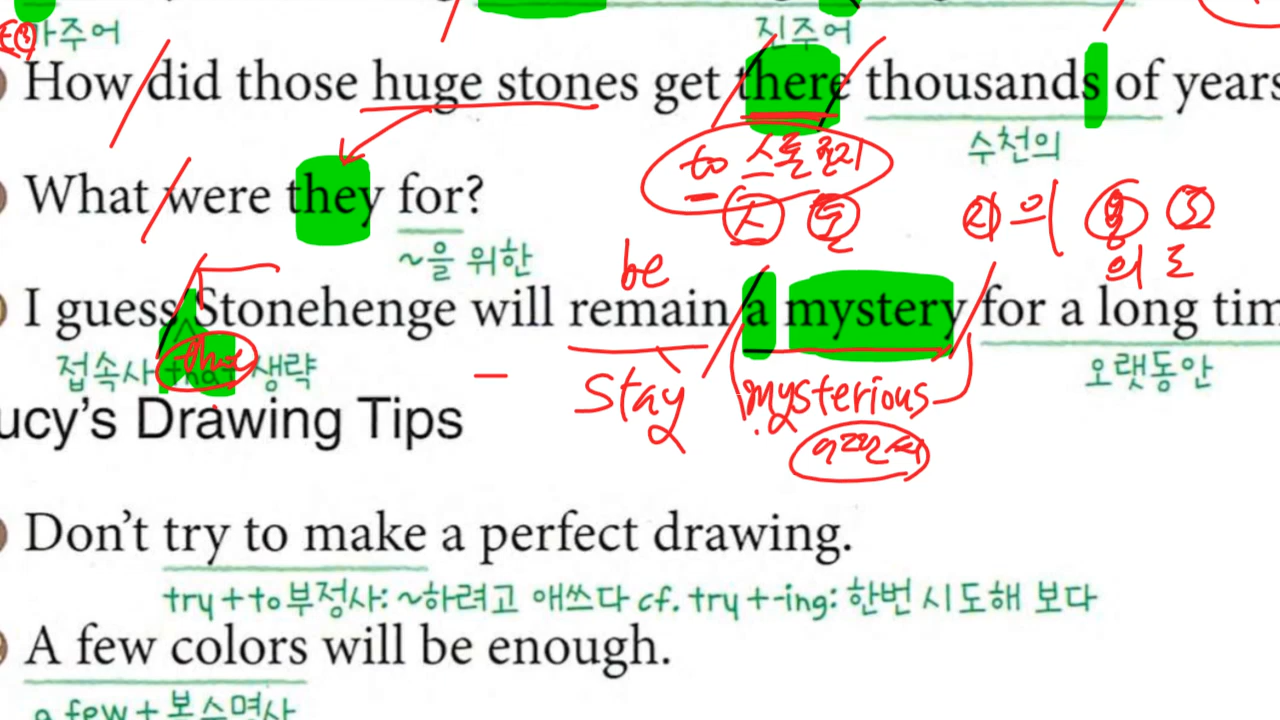 가주어
진주어
How did those huge stones get there thousands of years
to 스톤헨지
수천의
What were they for?
~을 위한
be
의도
I guess Stonehenge will remain a mystery for a long tim
접속사 that 생략
stay
mysterious
오랫동안
ucy's Drawing Tips
Don't try to make a perfect drawing.
try+to부정사: ~하려고 애쓰다 cf. try+-ing: 한번 시도해 보다
A few colors will be enough.
a few + 복수명사